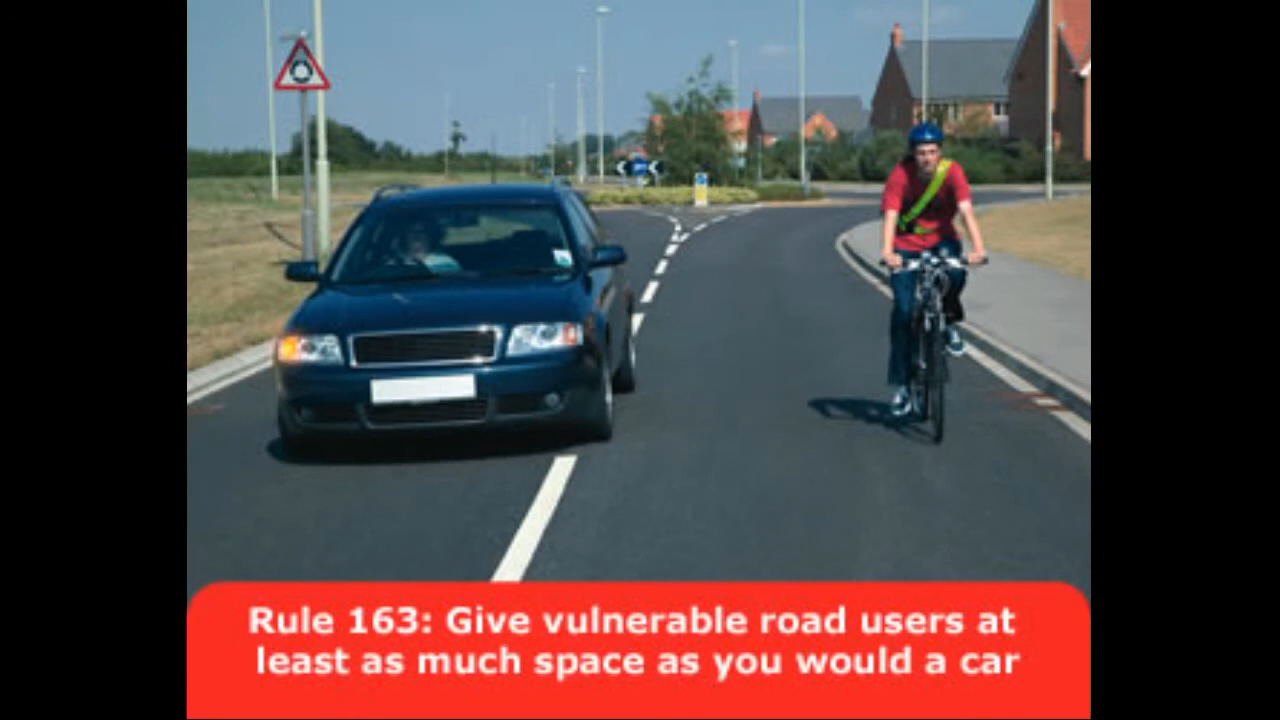 Rule 163: Give vulnerable road users at
least as much space as you would a car